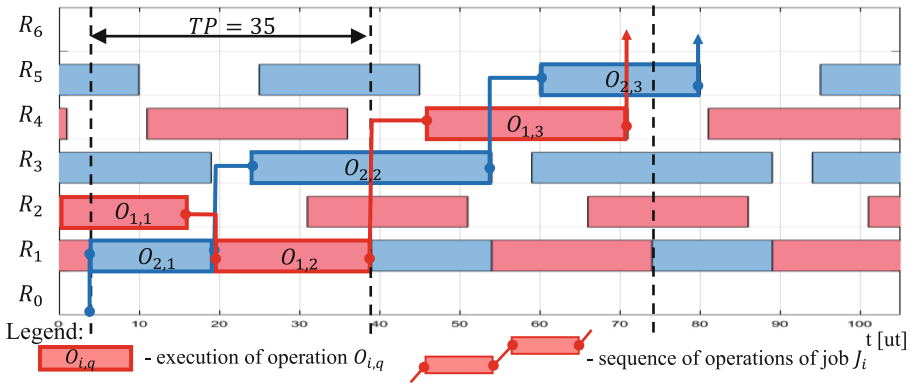 R₆
TP = 35
R₅
O₂,₃
R₄
O₁,₃
R₃
O₂,₂
R₂
O₁,₁
R₁
O₂,₁
O₁,₂
R₀
0 10 20 30 40 50 60 70 80 90 100
t [ut]
Legend:
Oᵢ,q - execution of operation Oᵢ,q
- sequence of operations of job Jᵢ